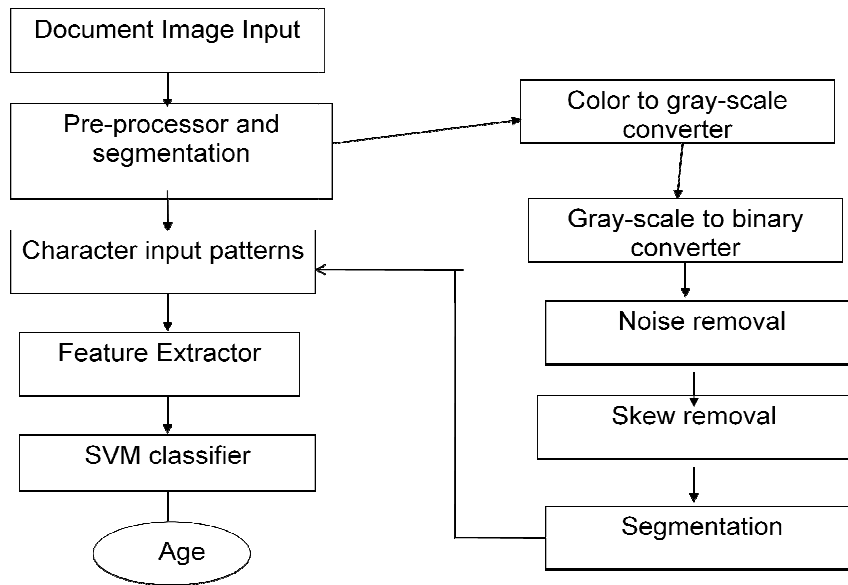 Document Image Input
Pre-processor and
segmentation
Character input patterns
Feature Extractor
SVM classifier
Age
Color to gray-scale
converter
Gray-scale to binary
converter
Noise removal
Skew removal
Segmentation